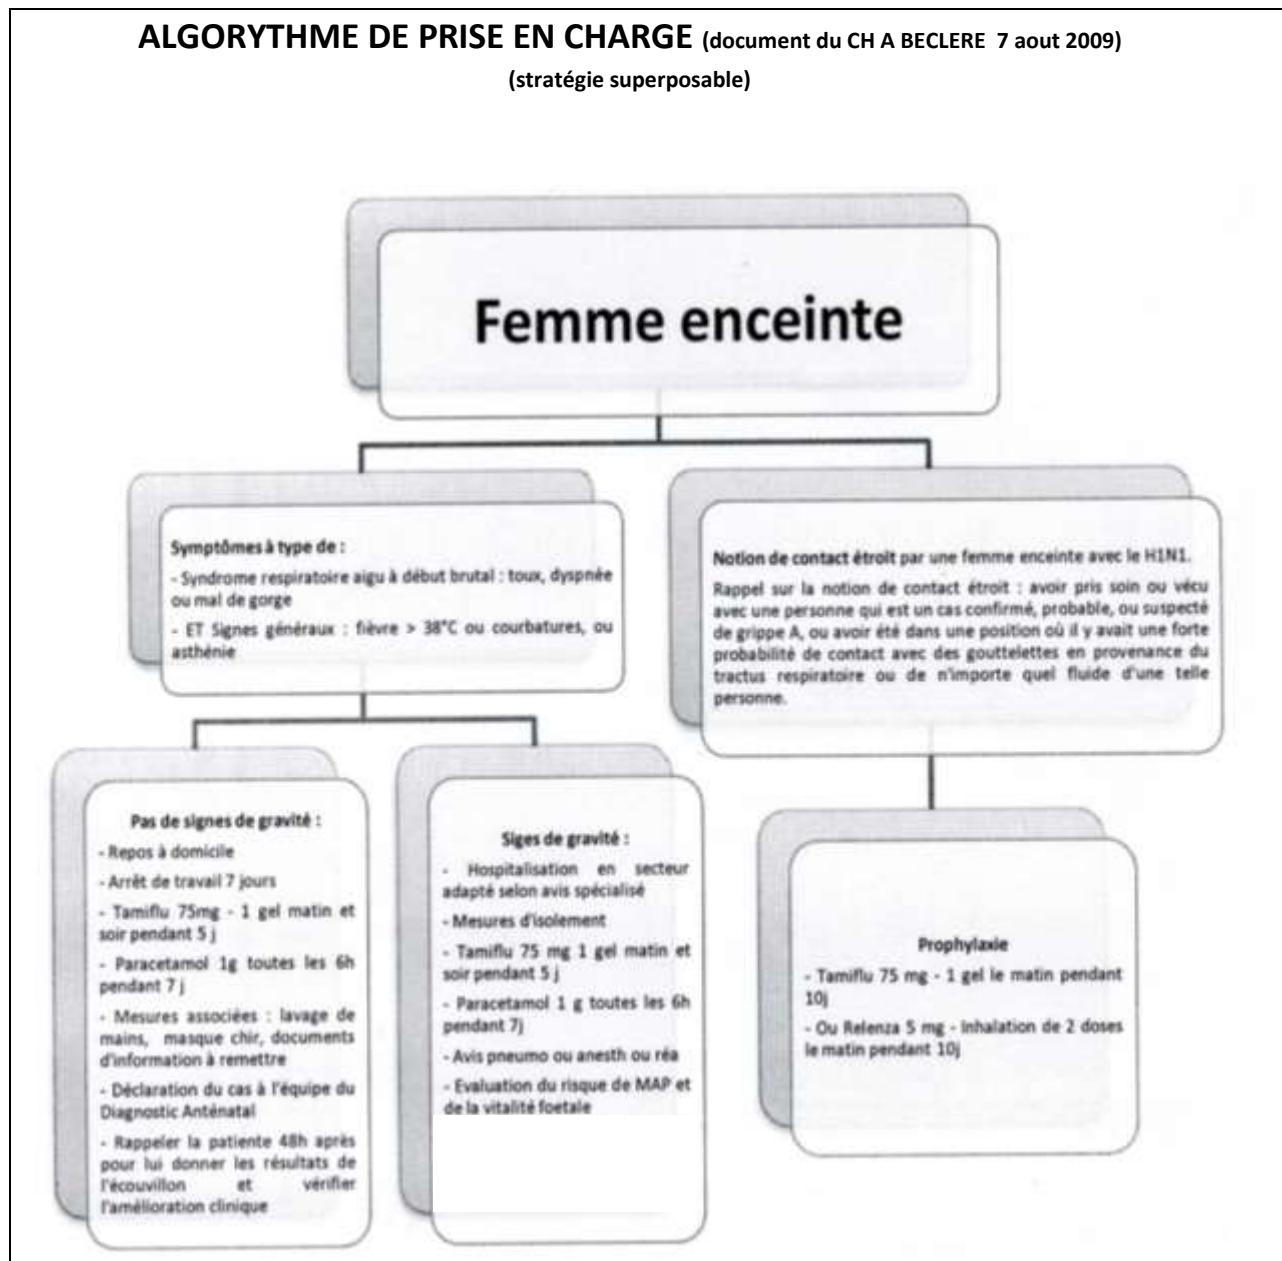 ALGORYTHME DE PRISE EN CHARGE (document du CH A BECLERE 7 aout 2009)
(stratégie superposable)
Femme enceinte
Symptômes à type de :
- Syndrome respiratoire aigu à début brutal : toux, dyspnée
ou mal de gorge
- ET Signes généraux : fièvre > 38°C ou courbatures, ou
asthénie
Notion de contact étroit par une femme enceinte avec le H1N1.
Rappel sur la notion de contact étroit : avoir pris soin ou vécu
avec une personne qui est un cas confirmé, probable, ou suspecté
de grippe A, ou avoir été dans une position où il y avait une forte
probabilité de contact avec des gouttelettes en provenance du
tractus respiratoire ou de n'importe quel fluide d'une telle
personne.
Pas de signes de gravité :
- Repos à domicile
- Arrêt de travail 7 jours
- Tamiflu 75mg - 1 gel matin et
soir pendant 5 j
- Paracetamol 1g toutes les 6h
pendant 7 j
- Mesures associées : lavage de
mains, masque chir, documents
d'information à remettre
- Déclaration du cas à l'équipe du
Diagnostic Anténatal
- Rappeler la patiente 48h après
pour lui donner les résultats de
l'écouvillon et vérifier
l'amélioration clinique
Siges de gravité :
- Hospitalisation en secteur
adapté selon avis spécialisé
- Mesures d'isolement
- Tamiflu 75 mg 1 gel matin et
soir pendant 5 j
- Paracetamol 1 g toutes les 6h
pendant 7j
- Avis pneumo ou anesth ou réa
- Evaluation du risque de MAP et
de la vitalité foetale
Prophylaxie
- Tamiflu 75 mg - 1 gel le matin pendant
10j
- Ou Relenza 5 mg - Inhalation de 2 doses
le matin pendant 10j